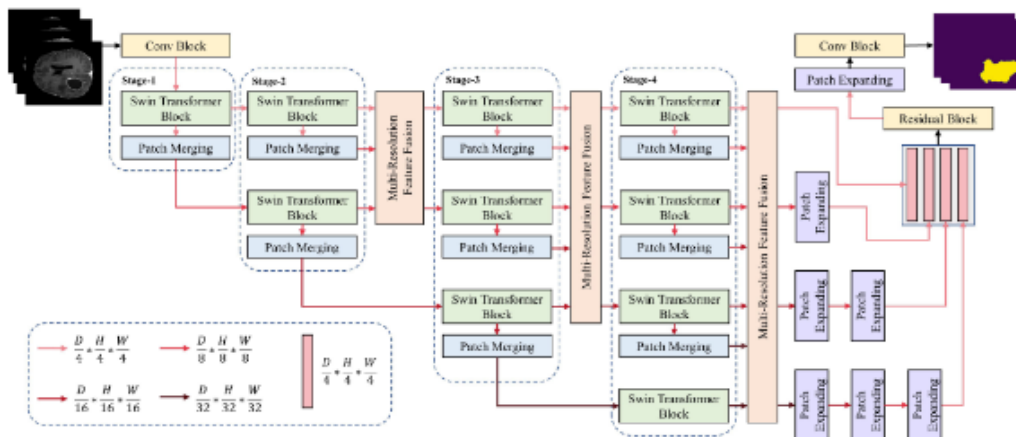 Conv Block
Stage-1
Swin Transformer
Block
Patch Merging
Stage-2
Swin Transformer
Block
Patch Merging
Swin Transformer
Block
Patch Merging
Multi-Resolution
Feature Fusion
Stage-3
Swin Transformer
Block
Patch Merging
Swin Transformer
Block
Patch Merging
Swin Transformer
Block
Patch Merging
Multi-Resolution Feature Fusion
Stage-4
Swin Transformer
Block
Patch Merging
Swin Transformer
Block
Patch Merging
Swin Transformer
Block
Patch Merging
Swin Transformer
Block
Multi-Resolution Feature Fusion
Conv Block
Patch Expanding
Residual Block
Patch
Expanding
Patch
Expanding
Patch
Expanding
Patch
Expanding
Patch
Expanding
Patch
Expanding
D/4 * H/4 * W/4
D/8 * H/8 * W/8
D/16 * H/16 * W/16
D/32 * H/32 * W/32
D/4 * H/4 * W/4